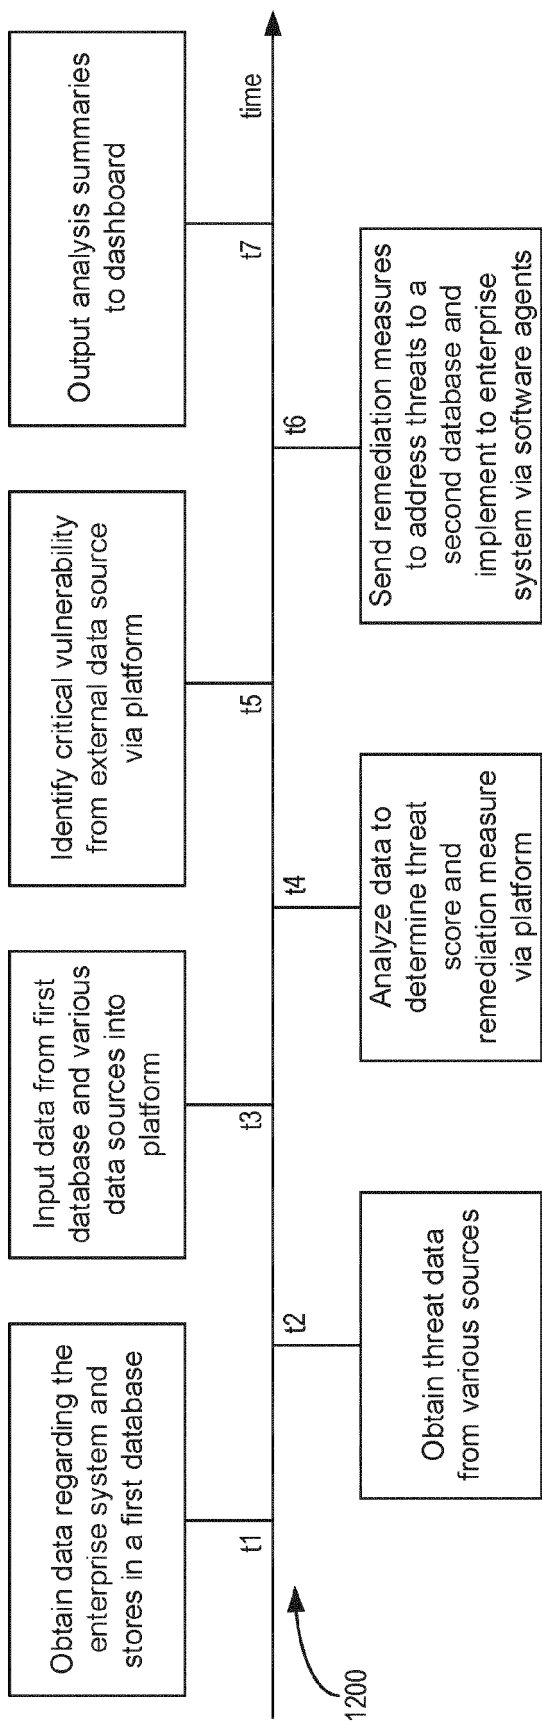 Obtain data regarding the
enterprise system and
stores in a first database
t1
Obtain threat data
from various sources
t2
Input data from first
database and various
data sources into
platform
t3
Analyze data to
determine threat
score and
remediation measure
via platform
t4
Identify critical vulnerability
from external data source
via platform
t5
Send remediation measures
to address threats to a
second database and
implement to enterprise
system via software agents
t6
Output analysis summaries
to dashboard
t7
time
1200